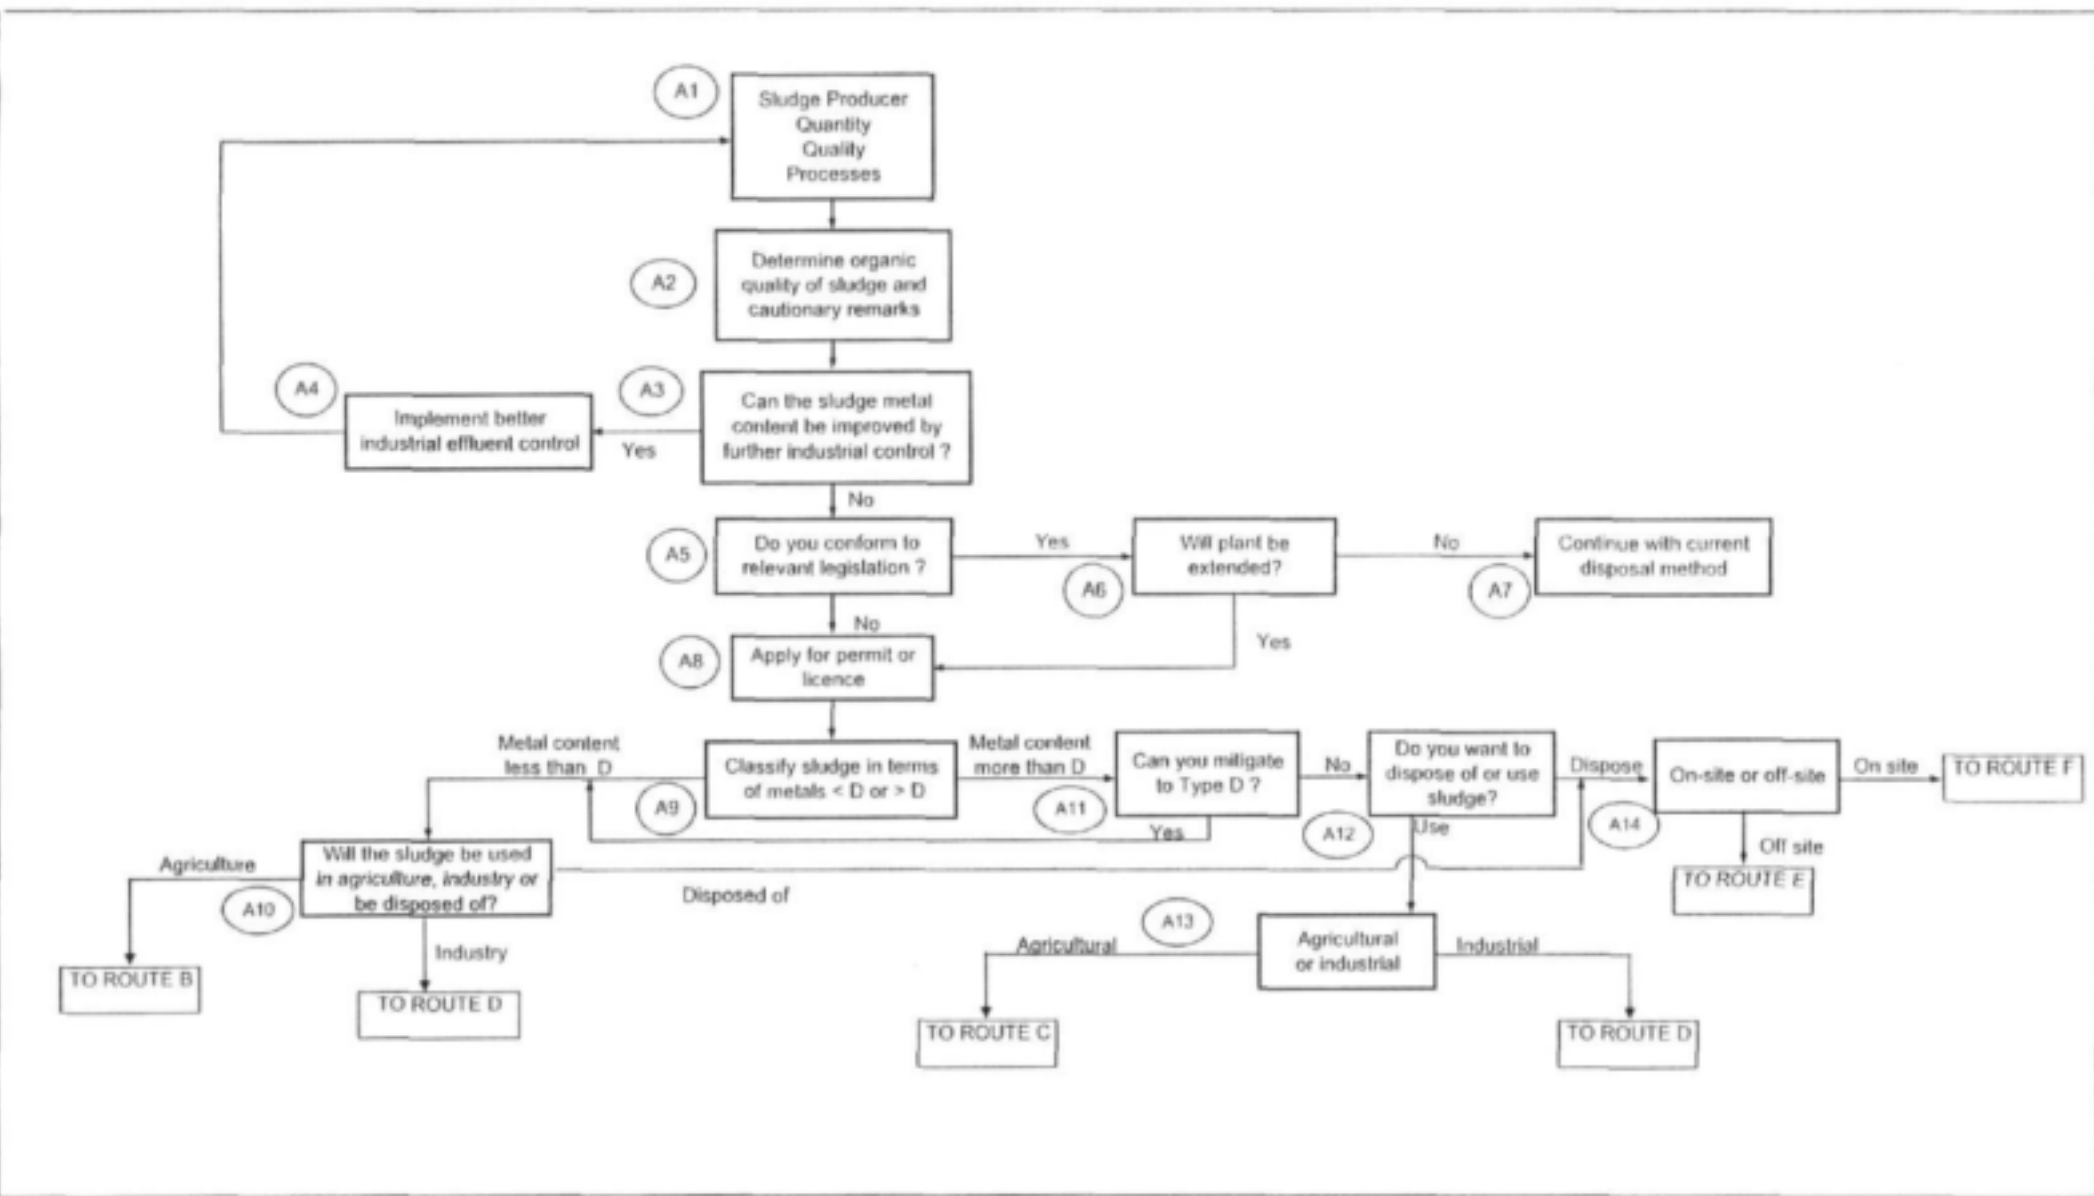 A1
Sludge Producer
Quantity
Quality
Processes
A2
Determine organic
quality of sludge and
cautionary remarks
A4
Implement better
industrial effluent control
A3
Yes
Can the sludge metal
content be improved by
further industrial control ?
No
A5
Do you conform to
relevant legislation ?
Yes
A6
Will plant be
extended?
No
A7
Continue with current
disposal method
No
Yes
A8
Apply for permit or
licence
Metal content
less than D
A9
Classify sludge in terms
of metals < D or > D
Metal content
more than D
A11
Can you mitigate
to Type D ?
Yes
No
A12
Do you want to
dispose of or use
sludge?
Use
Dispose
A14
On-site or off-site
On site
TO ROUTE F
Off site
TO ROUTE E
Agriculture
A10
Will the sludge be used
in agriculture, industry or
be disposed of?
Disposed of
Industry
TO ROUTE B
TO ROUTE D
A13
Agricultural
Agricultural
or industrial
Industrial
TO ROUTE C
TO ROUTE D